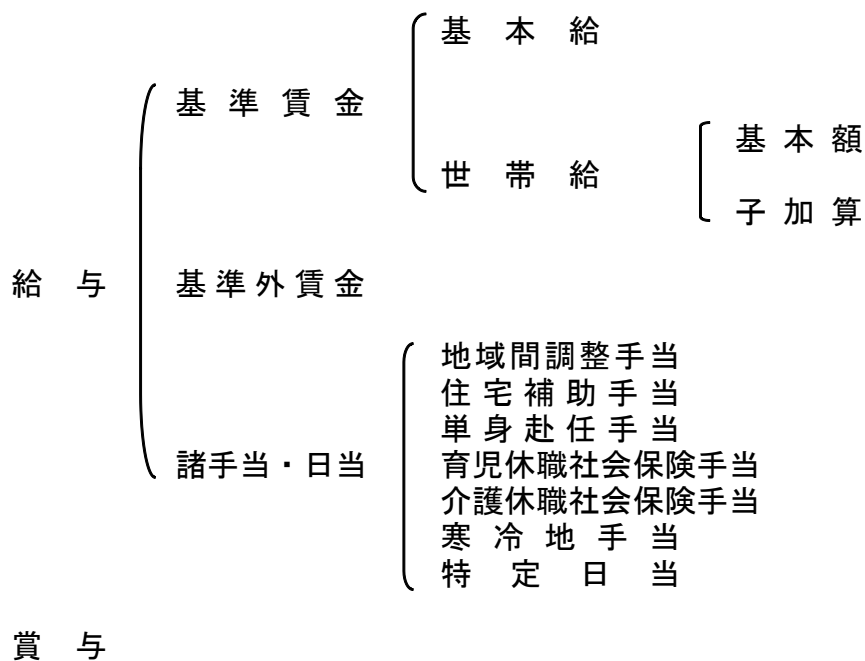 基本給
基準賃金
基本額
世帯給
子加算
給与
基準外賃金
地域間調整手当
住宅補助手当
単身赴任手当
諸手当・日当
育児休職社会保険手当
介護休職社会保険手当
寒冷地手当
特定日当
賞与